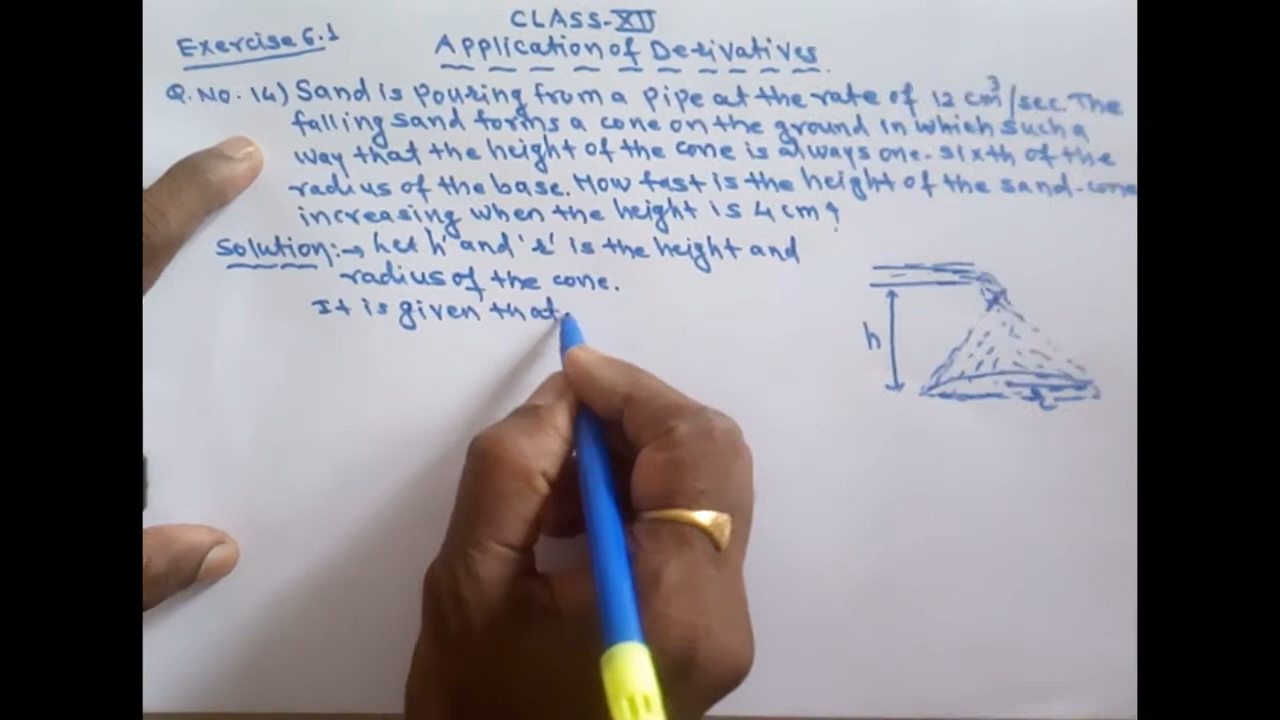 CLASS-XII
Exercise 6.1
Application of Derivatives
Q.No. 14) Sand is pouring from a pipe at the rate of 12 cm³/sec. The
falling sand forms a cone on the ground in which such a
way that the height of the cone is always one-sixth of the
radius of the base. How fast is the height of the sand-cone
increasing when the height is 4 cm?
Solution:→ Let 'h' and 'r' is the height and
radius of the cone.
It is given that
h
r